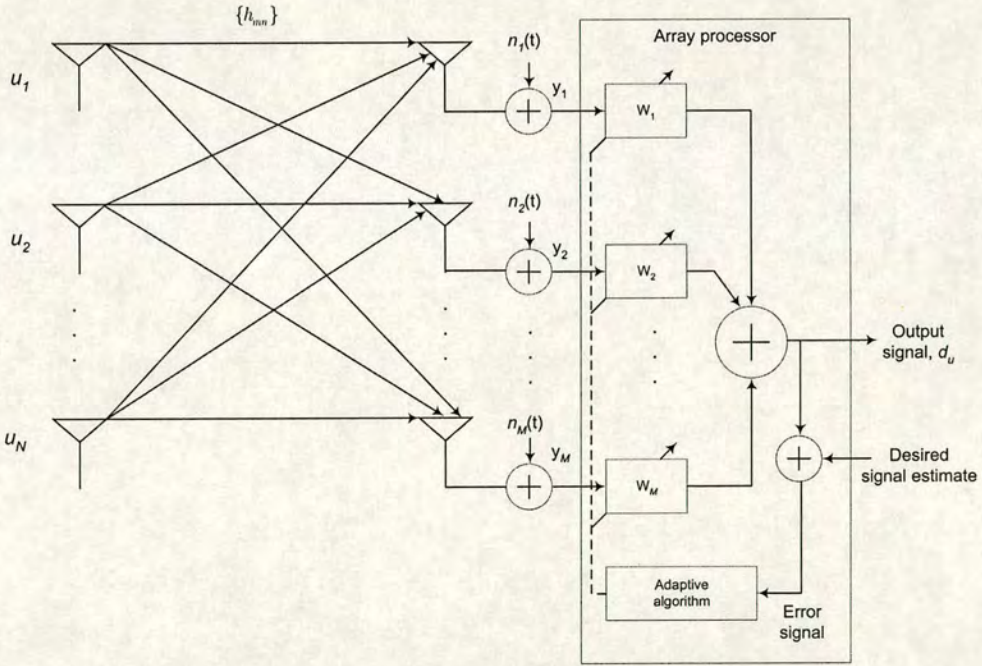 {h_mn}
Array processor
u_1
n_1(t)
y_1
W_1
u_2
n_2(t)
y_2
W_2
Output
signal, d_u
u_N
n_M(t)
y_M
W_M
Desired
signal estimate
Adaptive
algorithm
Error
signal